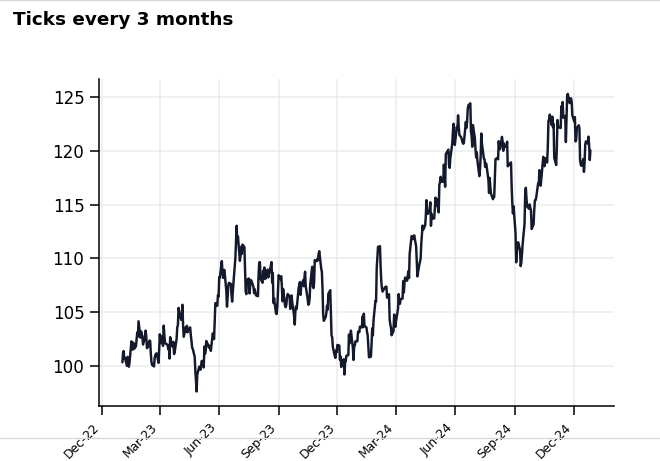 Ticks every 3 months
125
120
115
110
105
100
Dec-22
Mar-23
Jun-23
Sep-23
Dec-23
Mar-24
Jun-24
Sep-24
Dec-24